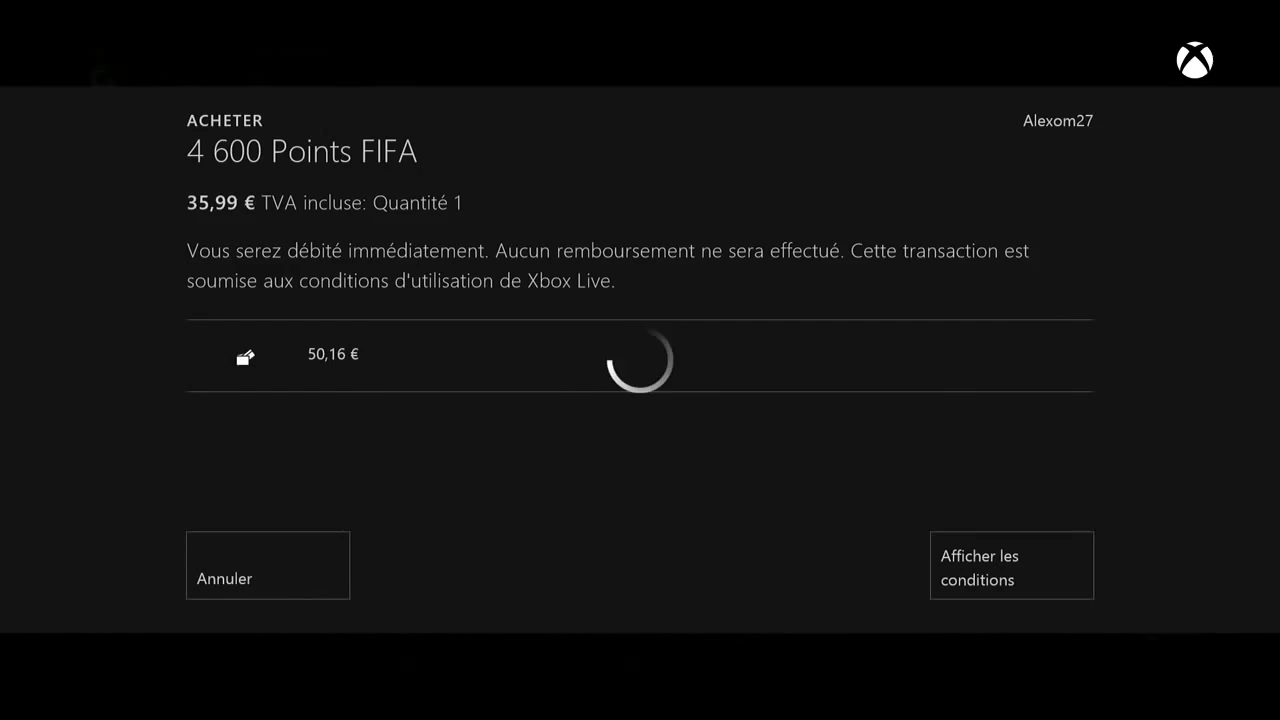 ACHETER
Alexom27
4 600 Points FIFA
35,99 € TVA incluse: Quantité 1
Vous serez débité immédiatement. Aucun remboursement ne sera effectué. Cette transaction est
soumise aux conditions d'utilisation de Xbox Live.
50,16 €
Annuler
Afficher les
conditions